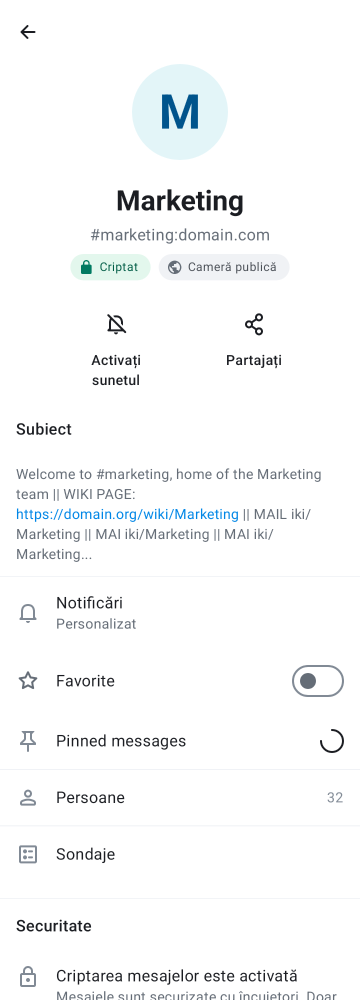 M
Marketing
#marketing:domain.com
Criptat
Cameră publică
Activați
sunetul
Partajați
Subiect
Welcome to #marketing, home of the Marketing
team || WIKI PAGE:
https://domain.org/wiki/Marketing || MAIL iki/
Marketing || MAI iki/Marketing || MAI iki/
Marketing...
Notificări
Personalizat
Favorite
Pinned messages
Persoane
32
Sondaje
Securitate
Criptarea mesajelor este activată
Mesajele sunt securizate cu încuietori. Doar